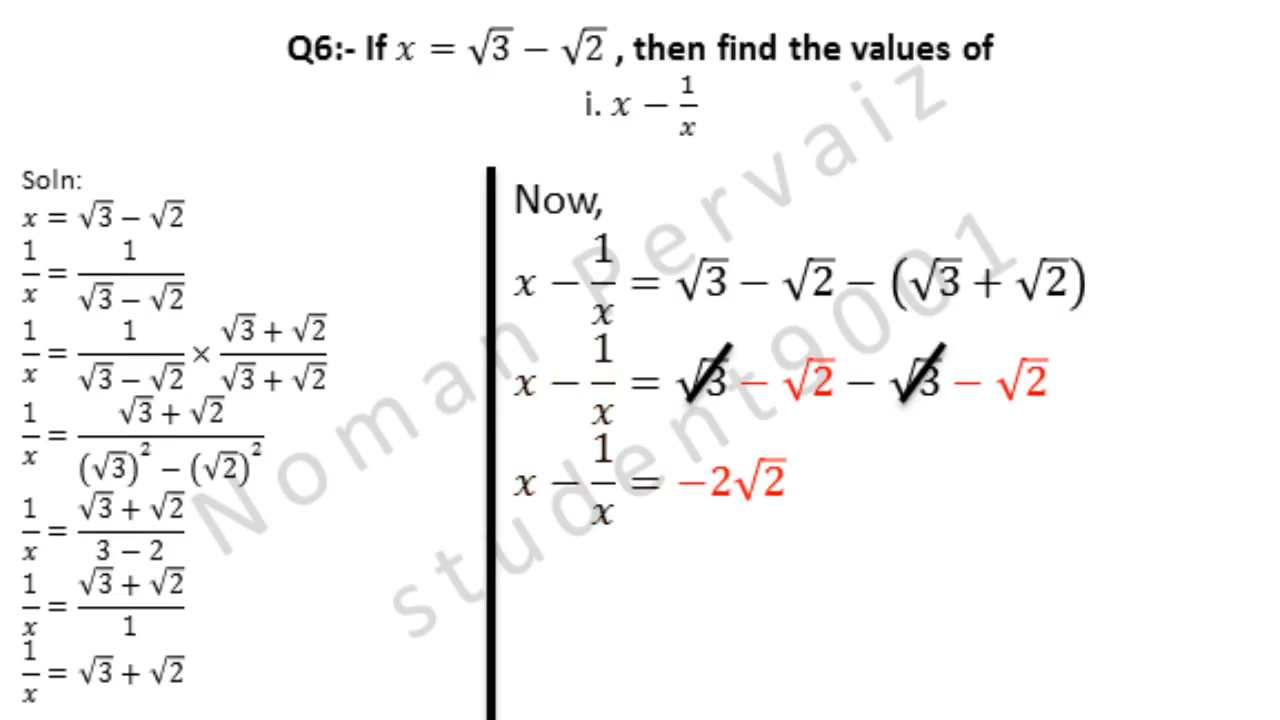 Q6:- If x = √3 − √2 , then find the values of
i. x − 1/x
Soln:
x = √3 − √2
1/x = 1/(√3 − √2)
1/x = 1/(√3 − √2) × (√3 + √2)/(√3 + √2)
1/x = (√3 + √2)/((√3)² − (√2)²)
1/x = (√3 + √2)/(3 − 2)
1/x = (√3 + √2)/1
1/x = √3 + √2
Now,
x − 1/x = √3 − √2 − (√3 + √2)
x − 1/x = √3 − √2 − √3 − √2
x − 1/x = −2√2
Noman Pervaiz
student9001